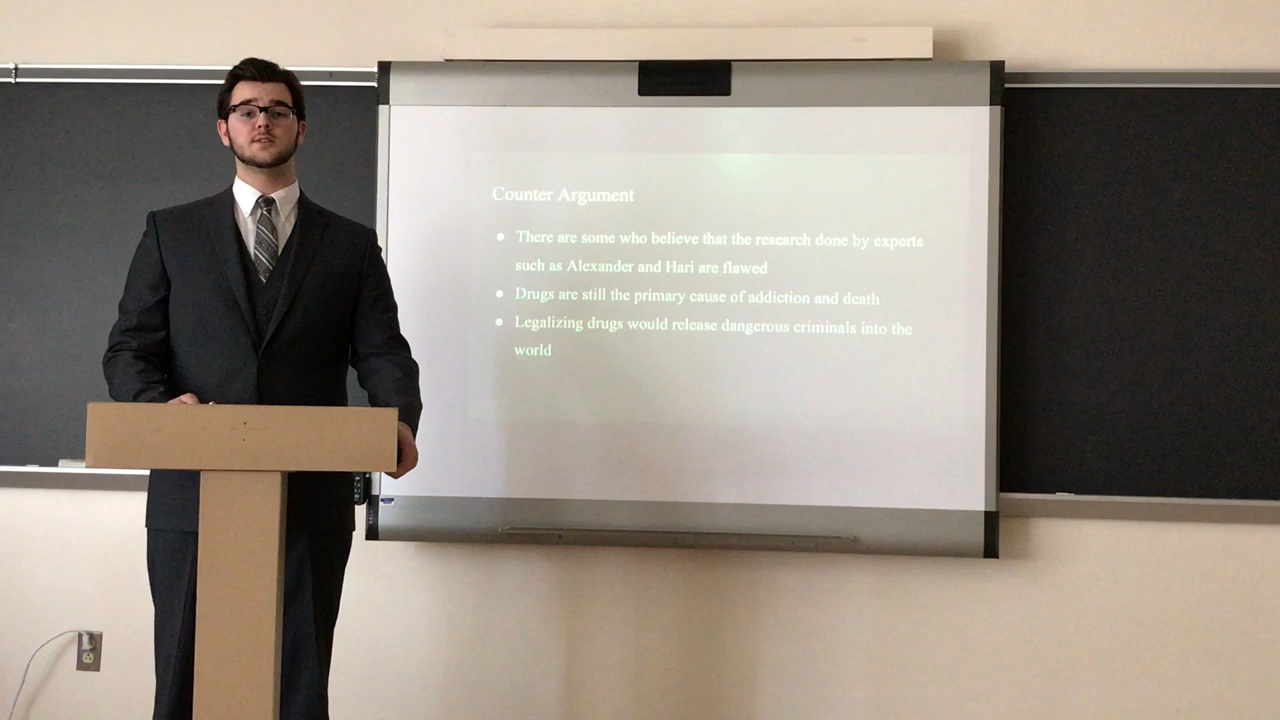 Counter Argument
● There are some who believe that the research done by experts
such as Alexander and Hari are flawed
● Drugs are still the primary cause of addiction and death
● Legalizing drugs would release dangerous criminals into the
world